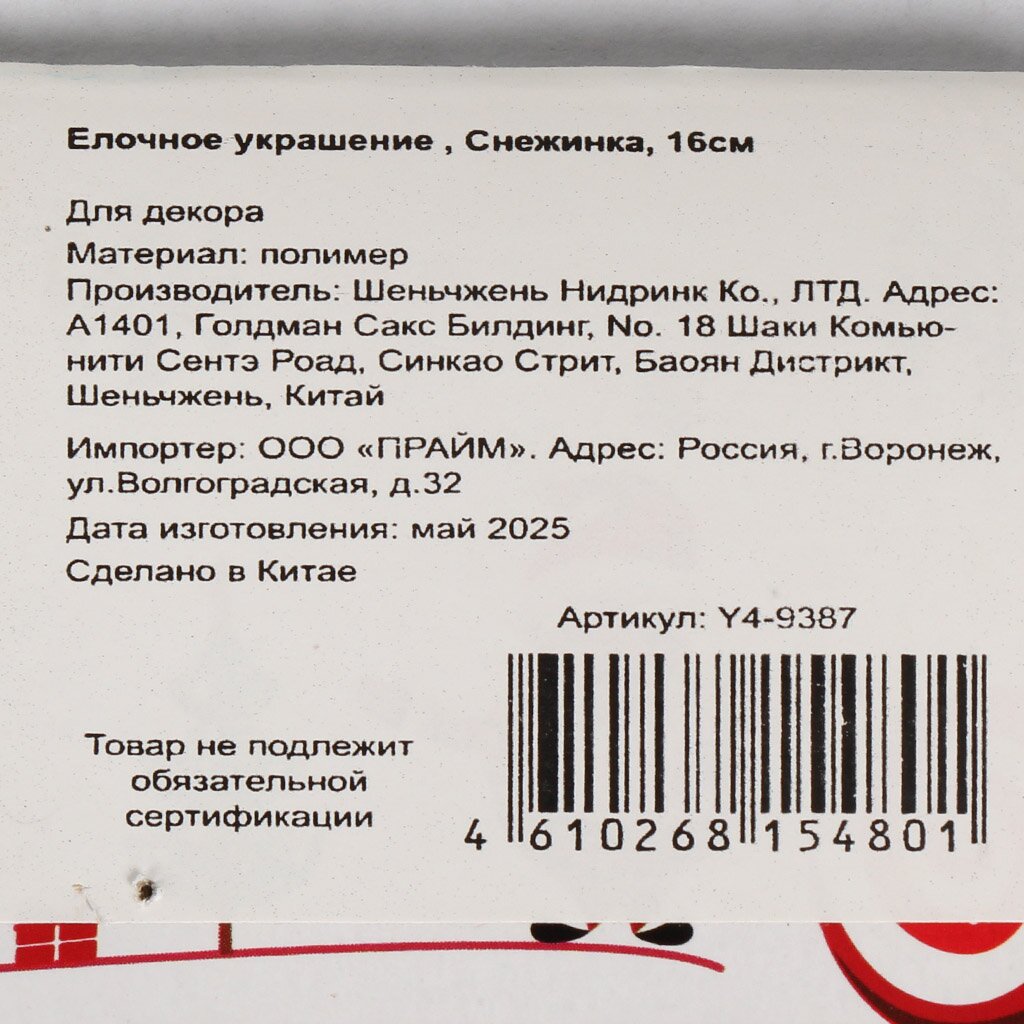 Елочное украшение , Снежинка, 16см
Для декора
Материал: полимер
Производитель: Шеньчжень Нидринк Ко., ЛТД. Адрес:
А1401, Голдман Сакс Билдинг, No. 18 Шаки Комью-
нити Сентэ Роад, Синкао Стрит, Баоян Дистрикт,
Шеньчжень, Китай
Импортер: ООО «ПРАЙМ». Адрес: Россия, г.Воронеж,
ул.Волгоградская, д.32
Дата изготовления: май 2025
Сделано в Китае
Артикул: Y4-9387
Товар не подлежит
обязательной
сертификации
4 610268 154801